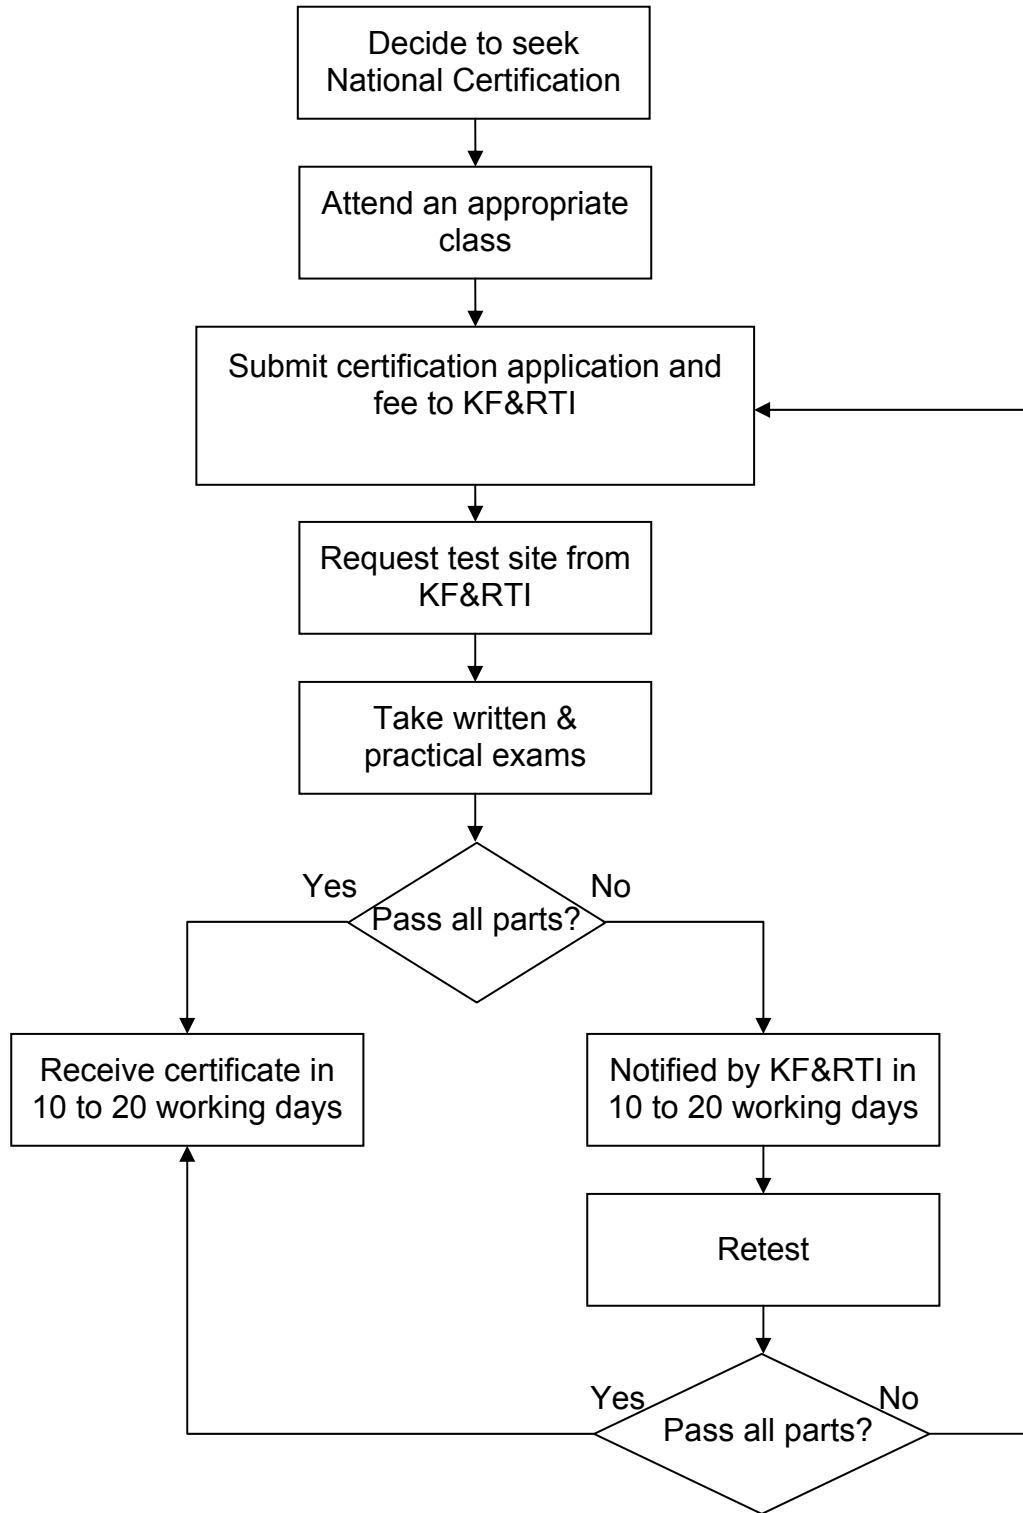 Decide to seek
National Certification
Attend an appropriate
class
Submit certification application and
fee to KF&RTI
Request test site from
KF&RTI
Take written &
practical exams
Yes
No
Pass all parts?
Receive certificate in
10 to 20 working days
Notified by KF&RTI in
10 to 20 working days
Retest
Yes
No
Pass all parts?